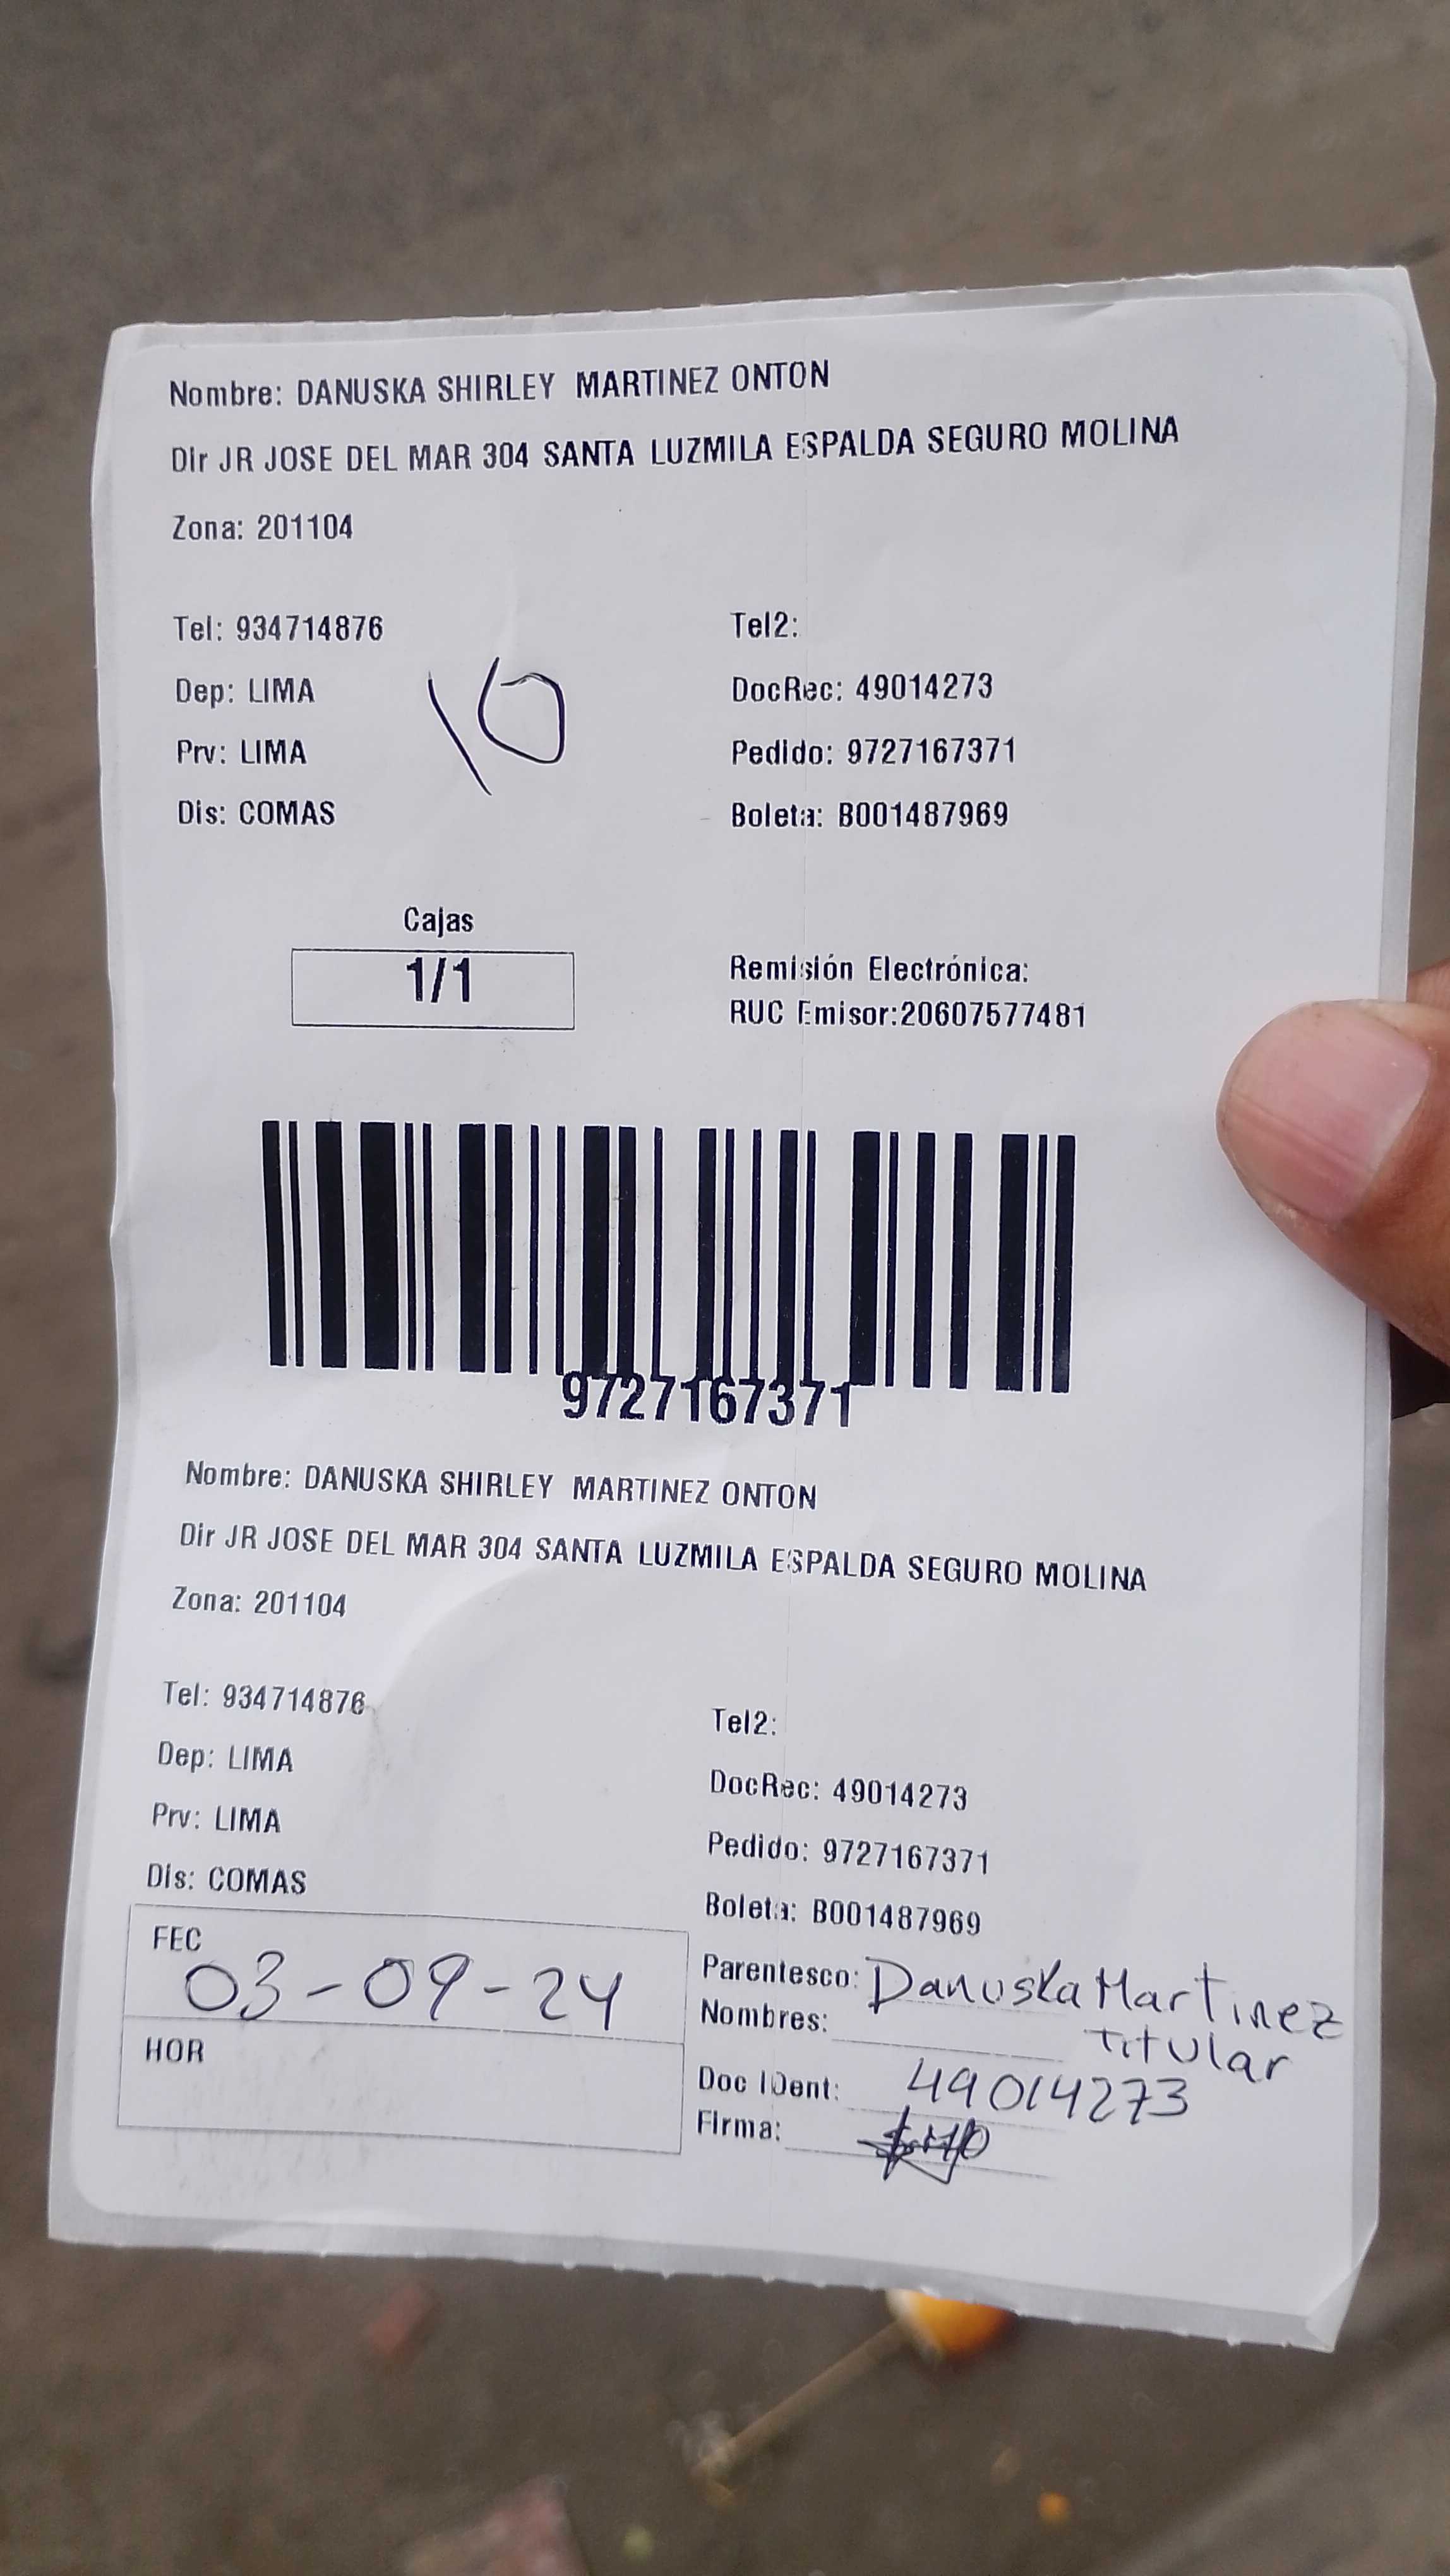 Nombre: DANUSKA SHIRLEY MARTINEZ ONTON
Dir JR JOSE DEL MAR 304 SANTA LUZMILA ESPALDA SEGURO MOLINA
Zona: 201104
Tel: 934714876
Tel2:
Dep: LIMA
DocRec: 49014273
Prv: LIMA
Pedido: 9727167371
Dis: COMAS
Boleta: B001487969
10
Cajas
1/1
Remisión Electrónica:
RUC Emisor:20607577481
9727167371
Nombre: DANUSKA SHIRLEY MARTINEZ ONTON
Dir JR JOSE DEL MAR 304 SANTA LUZMILA ESPALDA SEGURO MOLINA
Zona: 201104
Tel: 934714876
Tel2:
Dep: LIMA
DocRec: 49014273
Prv: LIMA
Pedido: 9727167371
Dis: COMAS
Boleta: B001487969
FEC
03-09-24
HOR
Parentesco: Danuska Martinez
Nombres: Titular
Doc IDent: 49014273
Firma: